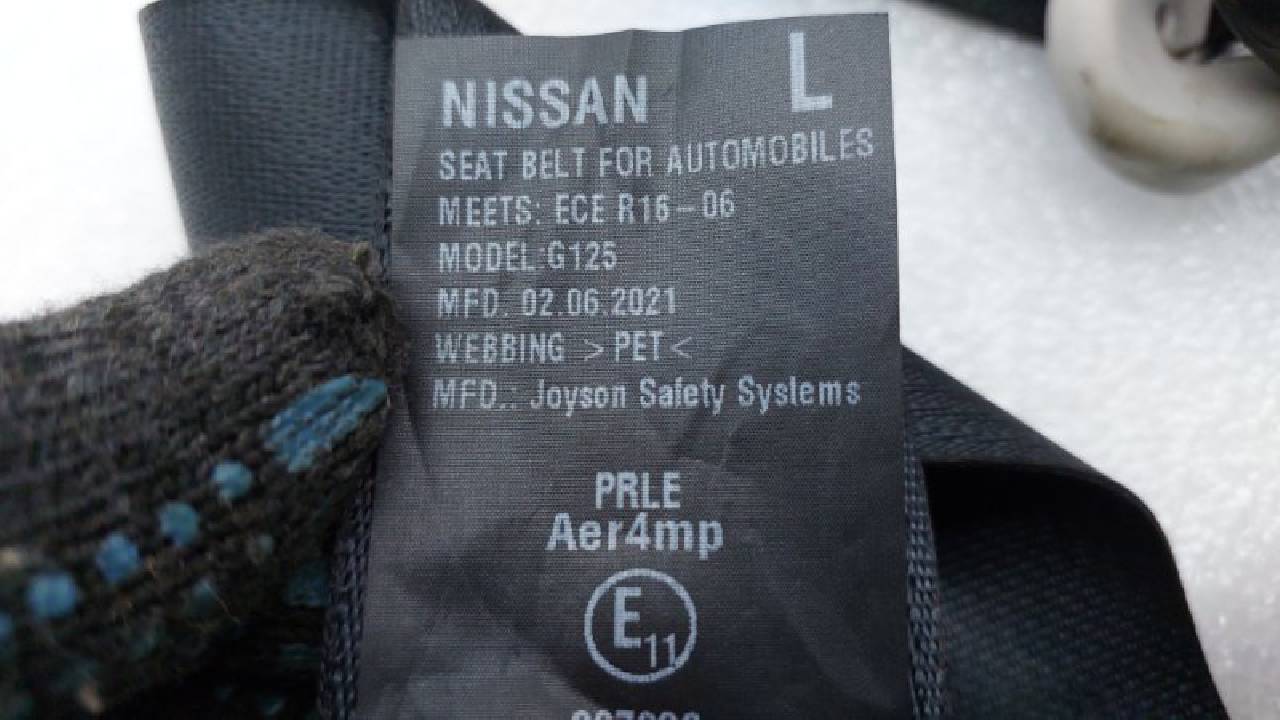 NISSAN L
SEAT BELT FOR AUTOMOBILES
MEETS: ECE R16-06
MODEL:G125
MFD. 02.06.2021
WEBBING >PET<
MFD.: Joyson Safety Systems
PRLE
Aer4mp
E11